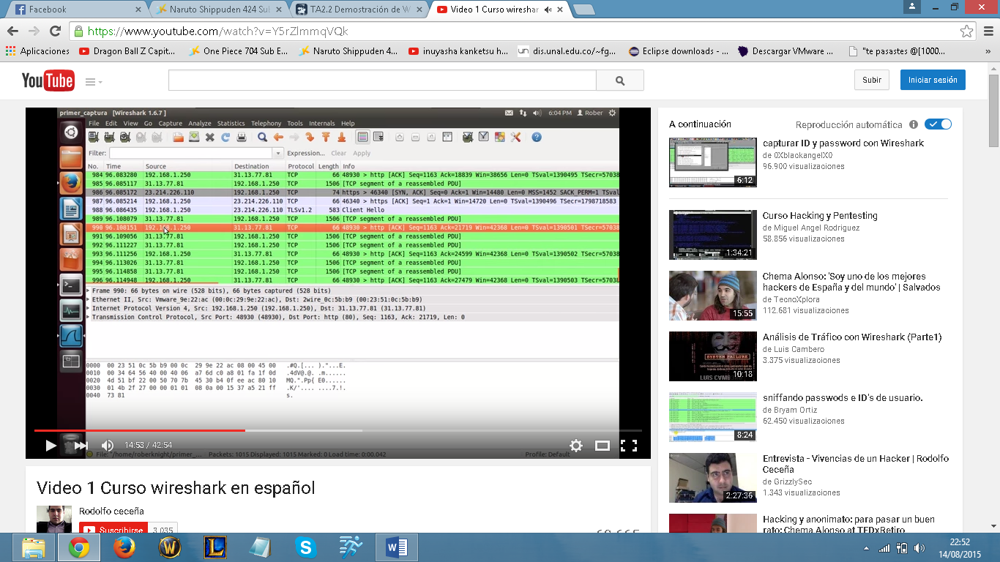 Facebook
Naruto Shippuden 424 Sub
TA2.2 Demostración de W
Video 1 Curso wireshar
https://www.youtube.com/watch?v=Y5rZlmmqVQk
Aplicaciones
Dragon Ball Z Capit...
One Piece 704 Sub E...
Naruto Shippuden 4...
inuyasha kanketsu h...
dis.unal.edu.co/~fg...
Eclipse downloads - ...
Descargar VMware ...
"te pasastes @[1000...
»
YouTube
Subir
Iniciar sesión
primer_captura [Wireshark 1.6.7 ]
6:04 PM
Rober
File Edit View Go Capture Analyze Statistics Telephony Tools Internals Help
Filter:
Expression... Clear Apply
No. Time Source Destination Protocol Length Info
984 96.083280 192.168.1.250 31.13.77.81 TCP 66 48930 > http [ACK] Seq=1163 Ack=18839 Win=38656 Len=0 TSval=1390495 TSecr=57038
985 96.085117 31.13.77.81 192.168.1.250 TCP 1506 [TCP segment of a reassembled PDU]
986 96.085172 23.214.226.110 192.168.1.250 TCP 74 https > 46340 [SYN, ACK] Seq=0 Ack=1 Win=14480 Len=0 MSS=1452 SACK_PERM=1 TSval
987 96.085214 192.168.1.250 23.214.226.110 TCP 66 46340 > https [ACK] Seq=1 Ack=1 Win=14720 Len=0 TSval=1390496 TSecr=1798718583
988 96.086435 192.168.1.250 23.214.226.110 TLSv1.2 583 Client Hello
989 96.108079 31.13.77.81 192.168.1.250 TCP 1506 [TCP segment of a reassembled PDU]
990 96.108151 192.168.1.250 31.13.77.81 TCP 66 48930 > http [ACK] Seq=1163 Ack=21719 Win=42368 Len=0 TSval=1390501 TSecr=57038
991 96.109056 31.13.77.81 192.168.1.250 TCP 1506 [TCP segment of a reassembled PDU]
992 96.111227 31.13.77.81 192.168.1.250 TCP 1506 [TCP segment of a reassembled PDU]
993 96.111256 192.168.1.250 31.13.77.81 TCP 66 48930 > http [ACK] Seq=1163 Ack=24599 Win=42368 Len=0 TSval=1390502 TSecr=57038
994 96.113026 31.13.77.81 192.168.1.250 TCP 1506 [TCP segment of a reassembled PDU]
995 96.114858 31.13.77.81 192.168.1.250 TCP 1506 [TCP segment of a reassembled PDU]
996 96.114948 192.168.1.250 31.13.77.81 TCP 66 48930 > http [ACK] Seq=1163 Ack=27479 Win=42368 Len=0 TSval=1390503 TSecr=57038
Frame 990: 66 bytes on wire (528 bits), 66 bytes captured (528 bits)
Ethernet II, Src: Vmware_9e:22:ac (00:0c:29:9e:22:ac), Dst: 2wire_0c:5b:b9 (00:23:51:0c:5b:b9)
Internet Protocol Version 4, Src: 192.168.1.250 (192.168.1.250), Dst: 31.13.77.81 (31.13.77.81)
Transmission Control Protocol, Src Port: 48930 (48930), Dst Port: http (80), Seq: 1163, Ack: 21719, Len: 0
0000 00 23 51 0c 5b b9 00 0c 29 9e 22 ac 08 00 45 00 .#Q.[... )."...E.
0010 00 34 64 56 40 00 40 06 a7 6d c0 a8 01 fa 1f 0d .4dV@.@. .m......
0020 4d 51 bf 22 00 50 70 7b 45 30 b4 0f ee ac 80 10 MQ.".Pp{ E0......
0030 01 4b 2f 27 00 00 01 01 08 0a 00 15 37 a5 21 ff .K/'.... ....7.!.
0040 73 81 s.
14:53 / 42:54
File: "/home/roberknight/primer_... Packets: 1015 Displayed: 1015 Marked: 0 Load time: 0:00.042 Profile: Default
Video 1 Curso wireshark en español
Rodolfo ceceña
Suscribirse 3.035
A continuación
Reproducción automática
6:12
capturar ID y password con Wireshark
de 0XblackangelX0
96.900 visualizaciones
1:34:21
Curso Hacking y Pentesting
de Miguel Angel Rodriguez
58.856 visualizaciones
15:55
Chema Alonso: 'Soy uno de los mejores
hackers de España y del mundo' | Salvados
de TecnoXplora
112.681 visualizaciones
SYSTEM FAILURE
LUIS CAMB
10:18
Análisis de Tráfico con Wireshark (Parte1)
de Luis Cambero
3.375 visualizaciones
8:24
sniffando passwods e ID's de usuario.
de Bryam Ortiz
62.450 visualizaciones
2:27:36
Entrevista - Vivencias de un Hacker | Rodolfo
Ceceña
de GrizzlySec
1.343 visualizaciones
Hacking y anonimato: para pasar un buen
rato: Chema Alonso at TEDxRetiro
22:52
14/08/2015